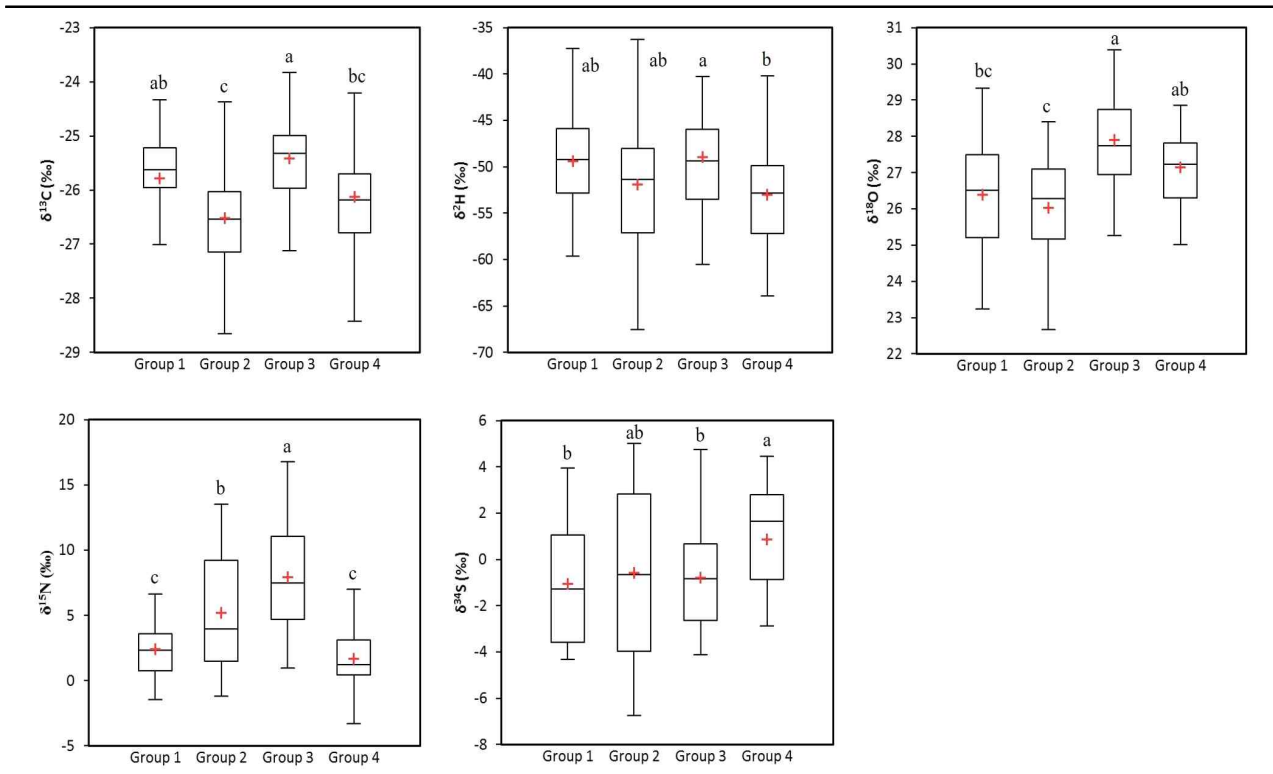 δ¹³C (‰)
-23
-24
-25
-26
-27
-28
-29
ab
c
a
bc
Group 1 Group 2 Group 3 Group 4
δ²H (‰)
-35
-40
-45
-50
-55
-60
-65
-70
ab
ab
a
b
Group 1 Group 2 Group 3 Group 4
δ¹⁸O (‰)
31
30
29
28
27
26
25
24
23
22
bc
c
a
ab
Group 1 Group 2 Group 3 Group 4
δ¹⁵N (‰)
20
15
10
5
0
-5
c
b
a
c
Group 1 Group 2 Group 3 Group 4
δ³⁴S (‰)
6
4
2
0
-2
-4
-6
-8
b
ab
b
a
Group 1 Group 2 Group 3 Group 4